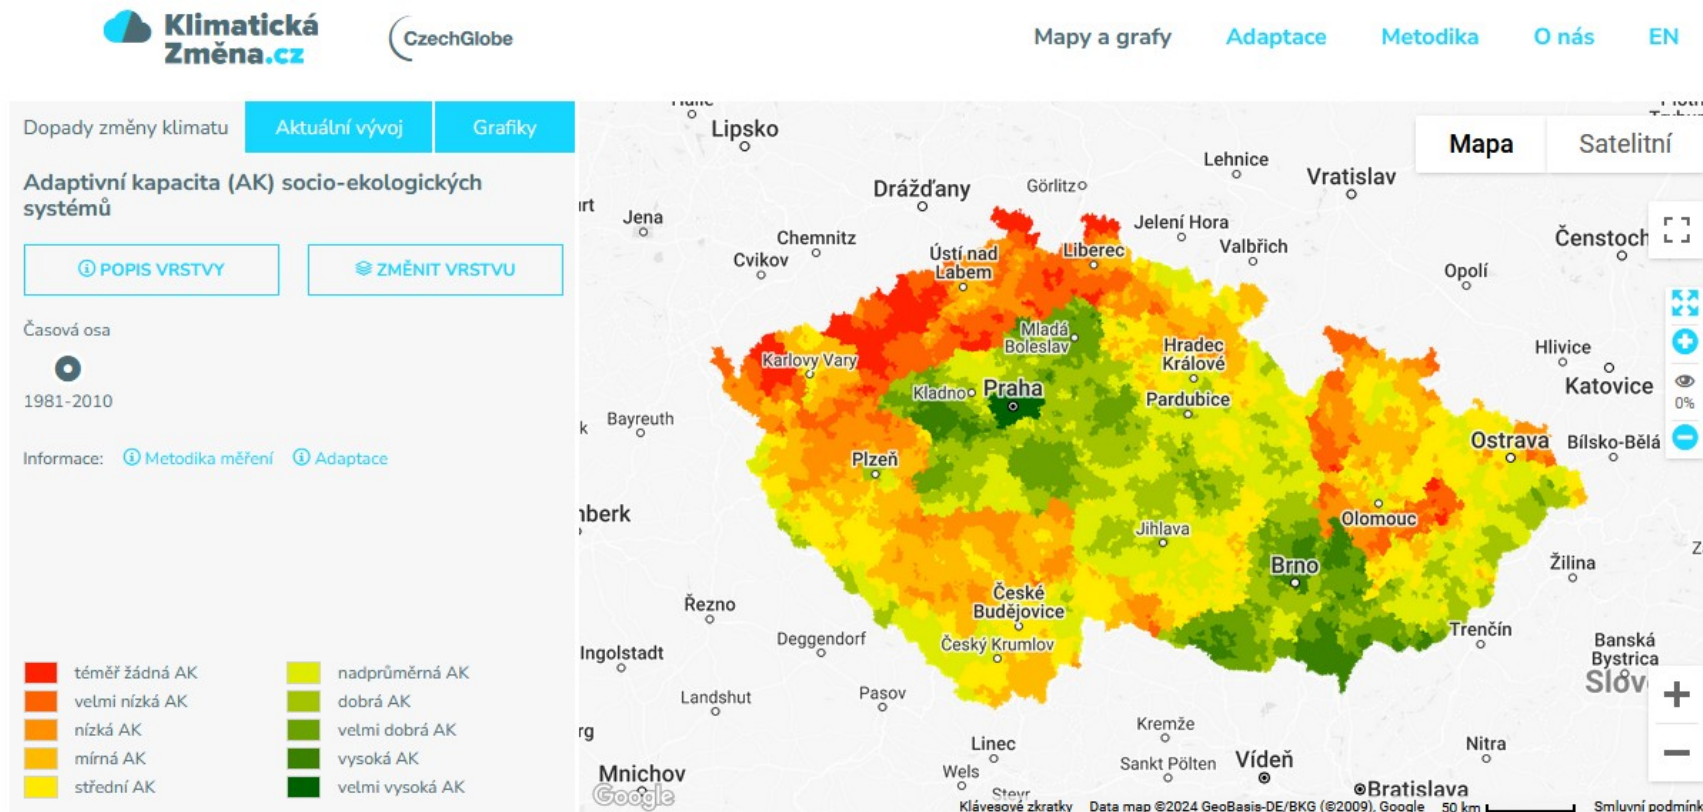 Klimatická
Změna.cz
CzechGlobe
Mapy a grafy
Adaptace
Metodika
O nás
EN
Dopady změny klimatu
Aktuální vývoj
Grafiky
Adaptivní kapacita (AK) socio-ekologických
systémů
POPIS VRSTVY
ZMĚNIT VRSTVU
Časová osa
1981-2010
Informace:
Metodika měření
Adaptace
téměř žádná AK
velmi nízká AK
nízká AK
mírná AK
střední AK
nadprůměrná AK
dobrá AK
velmi dobrá AK
vysoká AK
velmi vysoká AK
Mapa
Satelitní
Lipsko
Lehnice
Vratislav
Drážďany
Görlitz
Jena
Jelení Hora
Chemnitz
Valbřich
Čenstoch
Cvikov
Ústí nad
Labem
Liberec
Opolí
Mladá
Boleslav
Hradec
Králové
Hlivice
Karlovy Vary
Katovice
Kladno
Praha
Pardubice
0%
Bayreuth
Ostrava
Bílsko-Bělá
Plzeň
nberk
Olomouc
Jihlava
Brno
Žilina
České
Budějovice
Řezno
Deggendorf
Český Krumlov
Trenčín
Banská
Bystrica
Ingolstadt
Slov
Landshut
Pasov
Kremže
Linec
Nitra
Sankt Pölten
Vídeň
Wels
Mnichov
Steyr
Bratislava
Google
Klávesové zkratky
Data map ©2024 GeoBasis-DE/BKG (©2009), Google
50 km
Smluvní podmínk